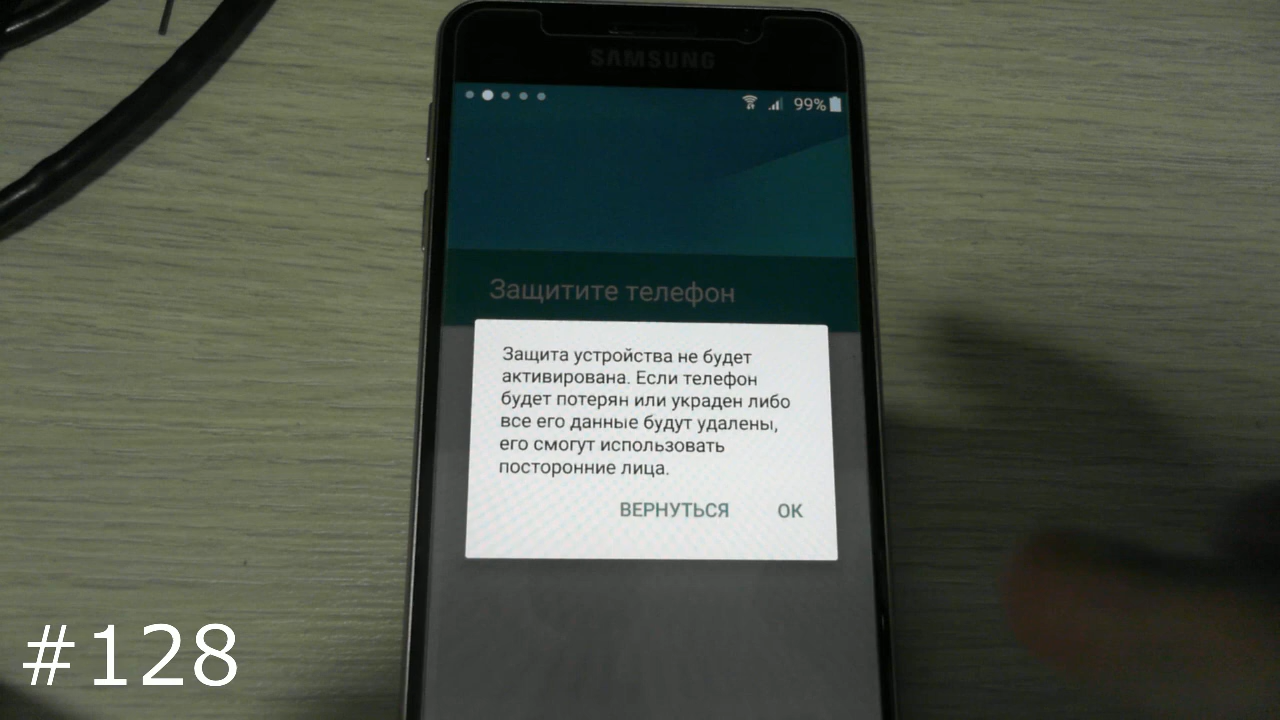 SAMSUNG
99%
Защитите телефон
Защита устройства не будет
активирована. Если телефон
будет потерян или украден либо
все его данные будут удалены,
его смогут использовать
посторонние лица.
ВЕРНУТЬСЯ ОК
#128